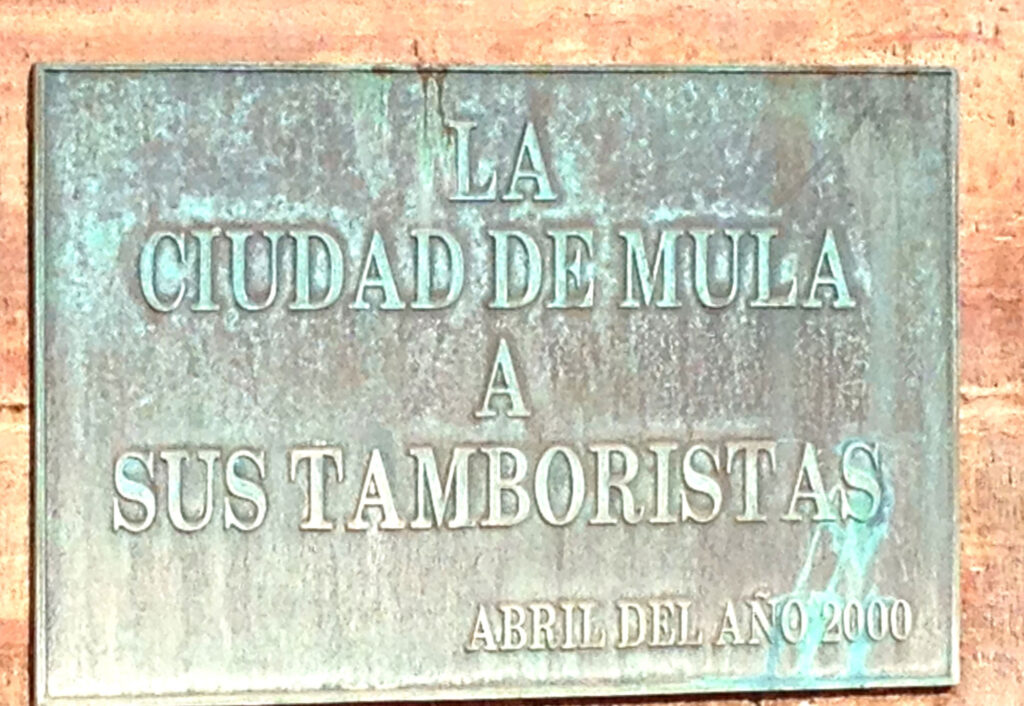 LA
CIUDAD DE MULA
A
SUS TAMBORISTAS
ABRIL DEL AÑO 2000